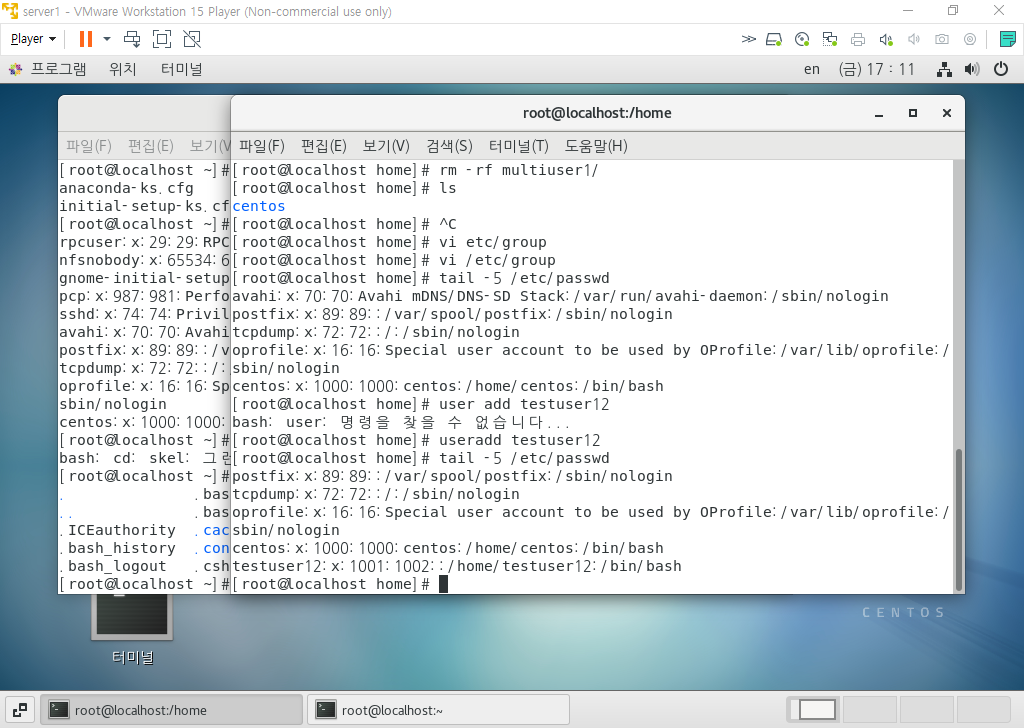 server1 - VMware Workstation 15 Player (Non-commercial use only)
Player
프로그램 위치 터미널 en (금) 17 : 11
root@localhost:/home
파일(F) 편집(E) 보기(V
[root@localhost ~]#
anaconda-ks.cfg
initial-setup-ks.cf
[root@localhost ~]#
rpcuser:x:29:29:RPC
nfsnobody:x:65534:6
gnome-initial-setup
pcp:x:987:981:Perfo
sshd:x:74:74:Privil
avahi:x:70:70:Avahi
postfix:x:89:89::/v
tcpdump:x:72:72::/:
oprofile:x:16:16:Sp
sbin/nologin
centos:x:1000:1000:
[root@localhost ~]#
bash: cd: skel: 그런
[root@localhost ~]#
. .bas
.. .bas
.ICEauthority .cac
.bash_history .con
.bash_logout .csh
[root@localhost ~]#
파일(F) 편집(E) 보기(V) 검색(S) 터미널(T) 도움말(H)
[root@localhost home]# rm -rf multiuser1/
[root@localhost home]# ls
centos
[root@localhost home]# ^C
[root@localhost home]# vi etc/group
[root@localhost home]# vi /etc/group
[root@localhost home]# tail -5 /etc/passwd
avahi:x:70:70:Avahi mDNS/DNS-SD Stack:/var/run/avahi-daemon:/sbin/nologin
postfix:x:89:89::/var/spool/postfix:/sbin/nologin
tcpdump:x:72:72::/:/sbin/nologin
oprofile:x:16:16:Special user account to be used by OProfile:/var/lib/oprofile:/
sbin/nologin
centos:x:1000:1000:centos:/home/centos:/bin/bash
[root@localhost home]# user add testuser12
bash: user: 명령을 찾을 수 없습니다...
[root@localhost home]# useradd testuser12
[root@localhost home]# tail -5 /etc/passwd
postfix:x:89:89::/var/spool/postfix:/sbin/nologin
tcpdump:x:72:72::/:/sbin/nologin
oprofile:x:16:16:Special user account to be used by OProfile:/var/lib/oprofile:/
sbin/nologin
centos:x:1000:1000:centos:/home/centos:/bin/bash
testuser12:x:1001:1002::/home/testuser12:/bin/bash
[root@localhost home]#
CENTOS
터미널
root@localhost:/home root@localhost:~